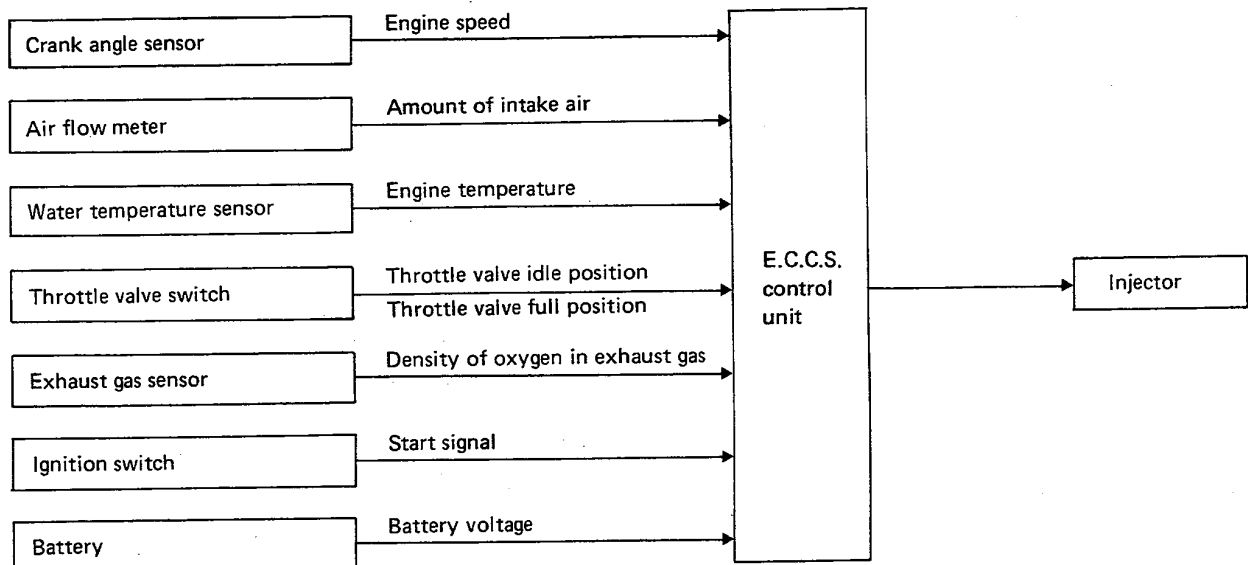 Crank angle sensor
Engine speed
Air flow meter
Amount of intake air
Water temperature sensor
Engine temperature
Throttle valve switch
Throttle valve idle position
Throttle valve full position
Exhaust gas sensor
Density of oxygen in exhaust gas
Ignition switch
Start signal
Battery
Battery voltage
E.C.C.S.
control
unit
Injector